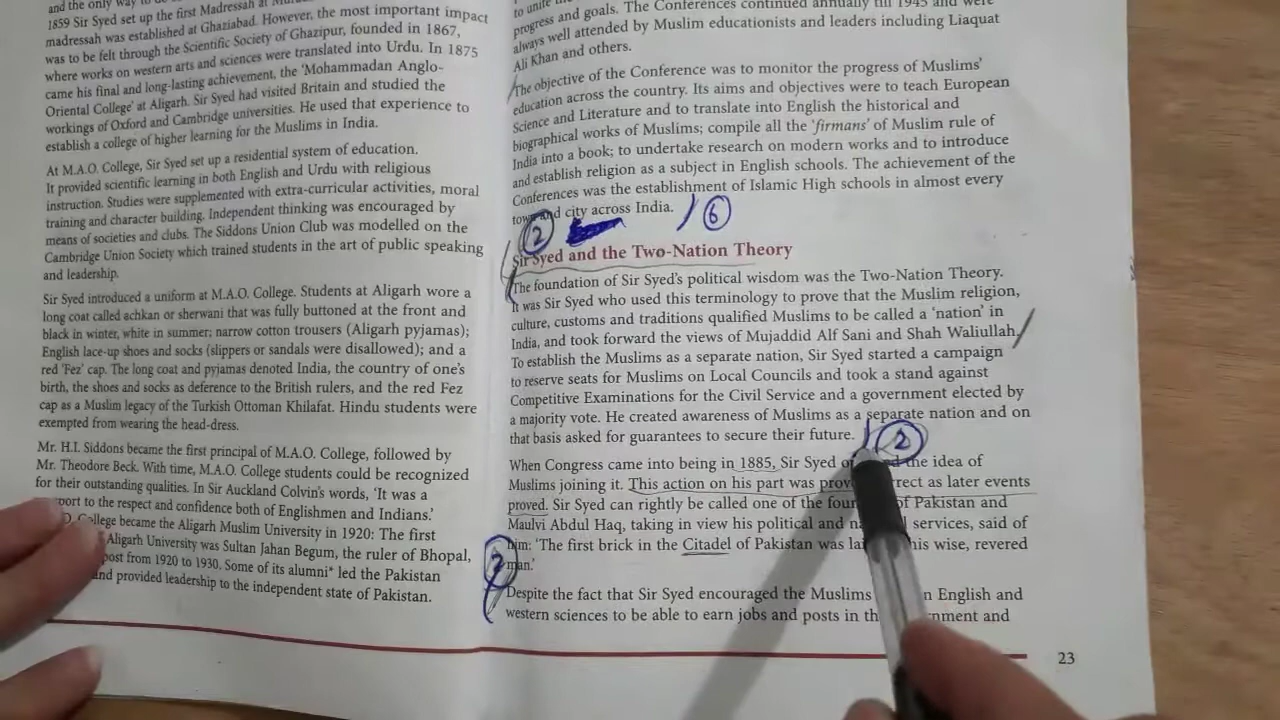 and the only way to
1859 Sir Syed set up the first Madressah at
madressah was established at Ghaziabad. However, the most important impact
was to be felt through the Scientific Society of Ghazipur, founded in 1867,
where works on western arts and sciences were translated into Urdu. In 1875
came his final and long-lasting achievement, the 'Mohammadan Anglo-
Oriental College' at Aligarh. Sir Syed had visited Britain and studied the
workings of Oxford and Cambridge universities. He used that experience to
establish a college of higher learning for the Muslims in India.
At M.A.O. College, Sir Syed set up a residential system of education.
It provided scientific learning in both English and Urdu with religious
instruction. Studies were supplemented with extra-curricular activities, moral
training and character building. Independent thinking was encouraged by
means of societies and clubs. The Siddons Union Club was modelled on the
Cambridge Union Society which trained students in the art of public speaking
and leadership.
Sir Syed introduced a uniform at M.A.O. College. Students at Aligarh wore a
long coat called achkan or sherwani that was fully buttoned at the front and
black in winter, white in summer; narrow cotton trousers (Aligarh pyjamas);
English lace-up shoes and socks (slippers or sandals were disallowed); and a
red 'Fez' cap. The long coat and pyjamas denoted India, the country of one's
birth, the shoes and socks as deference to the British rulers, and the red Fez
cap as a Muslim legacy of the Turkish Ottoman Khilafat. Hindu students were
exempted from wearing the head-dress.
Mr. H.I. Siddons became the first principal of M.A.O. College, followed by
Mr. Theodore Beck. With time, M.A.O. College students could be recognized
for their outstanding qualities. In Sir Auckland Colvin's words, 'It was a
port to the respect and confidence both of Englishmen and Indians.'
College became the Aligarh Muslim University in 1920: The first
Aligarh University was Sultan Jahan Begum, the ruler of Bhopal,
post from 1920 to 1930. Some of its alumni* led the Pakistan
and provided leadership to the independent state of Pakistan.
to unite the
progress and goals. The Conferences continued annually till 1945 and were
always well attended by Muslim educationists and leaders including Liaquat
Ali Khan and others.
The objective of the Conference was to monitor the progress of Muslims'
education across the country. Its aims and objectives were to teach European
Science and Literature and to translate into English the historical and
biographical works of Muslims; compile all the 'firmans' of Muslim rule of
India into a book; to undertake research on modern works and to introduce
and establish religion as a subject in English schools. The achievement of the
Conferences was the establishment of Islamic High schools in almost every
town and city across India. 6
2
Sir Syed and the Two-Nation Theory
The foundation of Sir Syed's political wisdom was the Two-Nation Theory.
It was Sir Syed who used this terminology to prove that the Muslim religion,
culture, customs and traditions qualified Muslims to be called a 'nation' in
India, and took forward the views of Mujaddid Alf Sani and Shah Waliullah.
To establish the Muslims as a separate nation, Sir Syed started a campaign
to reserve seats for Muslims on Local Councils and took a stand against
Competitive Examinations for the Civil Service and a government elected by
a majority vote. He created awareness of Muslims as a separate nation and on
that basis asked for guarantees to secure their future. 2
When Congress came into being in 1885, Sir Syed the idea of
Muslims joining it. This action on his part was as later events
proved. Sir Syed can rightly be called one of the of Pakistan and
Maulvi Abdul Haq, taking in view his political and services, said of
him: 'The first brick in the Citadel of Pakistan was his wise, revered
2 man.'
Despite the fact that Sir Syed encouraged the Muslims English and
western sciences to be able to earn jobs and posts in and
23